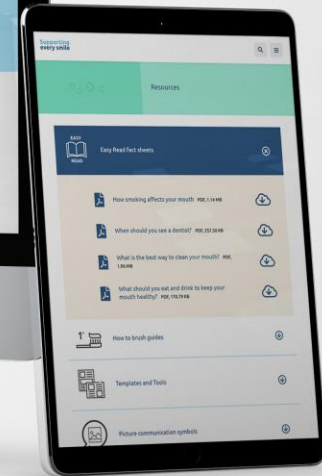 Supporting
every smile
Resources
EASY
READ
Easy Read fact sheets
How smoking affects your mouth PDF, 1.14 MB
When should you see a dentist? PDF, 257.50 KB
What is the best way to clean your mouth? PDF,
1.06 MB
What should you eat and drink to keep your
mouth healthy? PDF, 170.79 KB
How to brush guides
Templates and Tools
Picture communication symbols